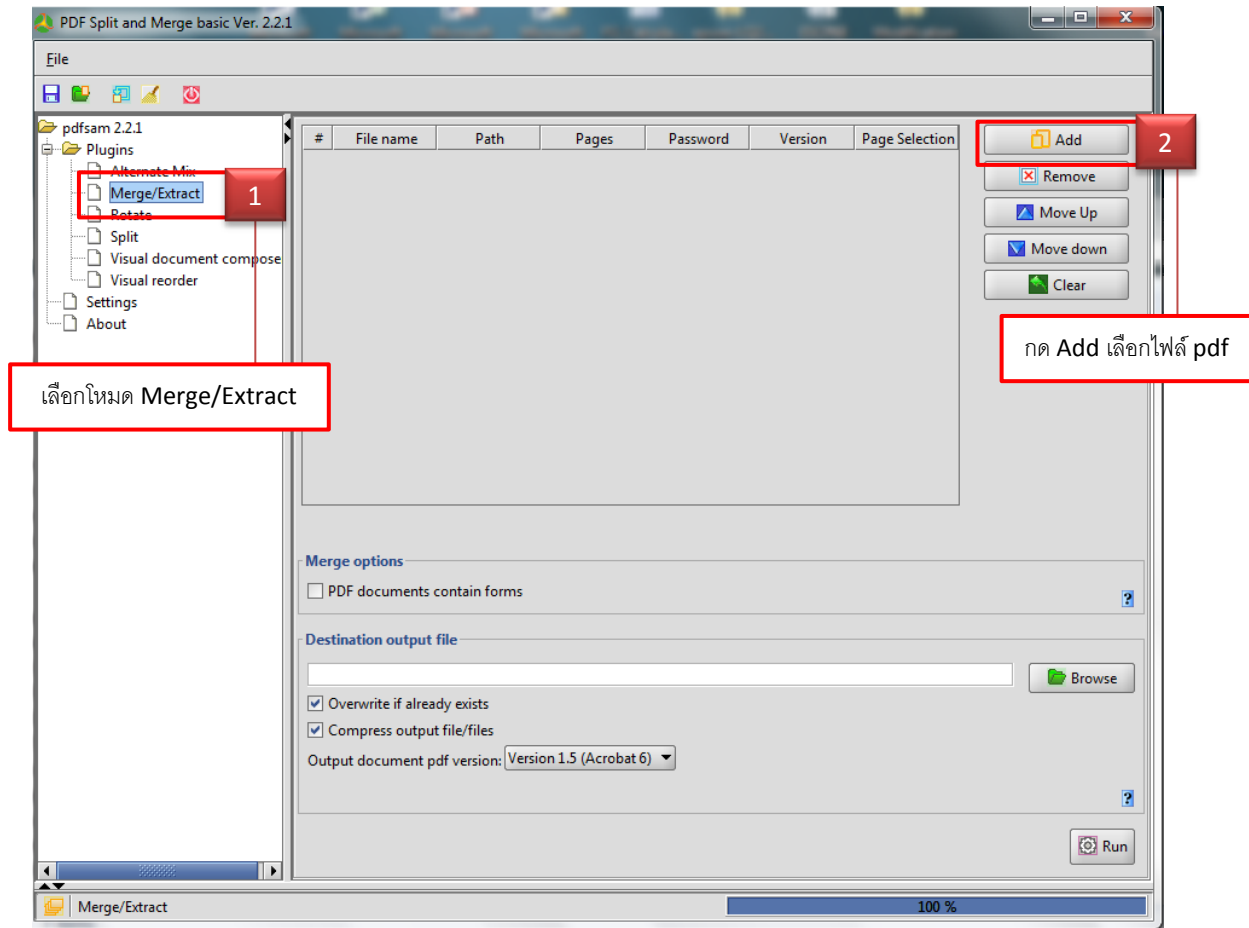 PDF Split and Merge basic Ver. 2.2.1
File
pdfsam 2.2.1
Plugins
Alternate Mix
Merge/Extract
1
Rotate
Split
Visual document compose
Visual reorder
Settings
About
เลือกโหมด Merge/Extract
# File name Path Pages Password Version Page Selection
Add
2
Remove
Move Up
Move down
Clear
กด Add เลือกไฟล์ pdf
Merge options
PDF documents contain forms
?
Destination output file
Browse
Overwrite if already exists
Compress output file/files
Output document pdf version: Version 1.5 (Acrobat 6)
?
Run
Merge/Extract
100 %